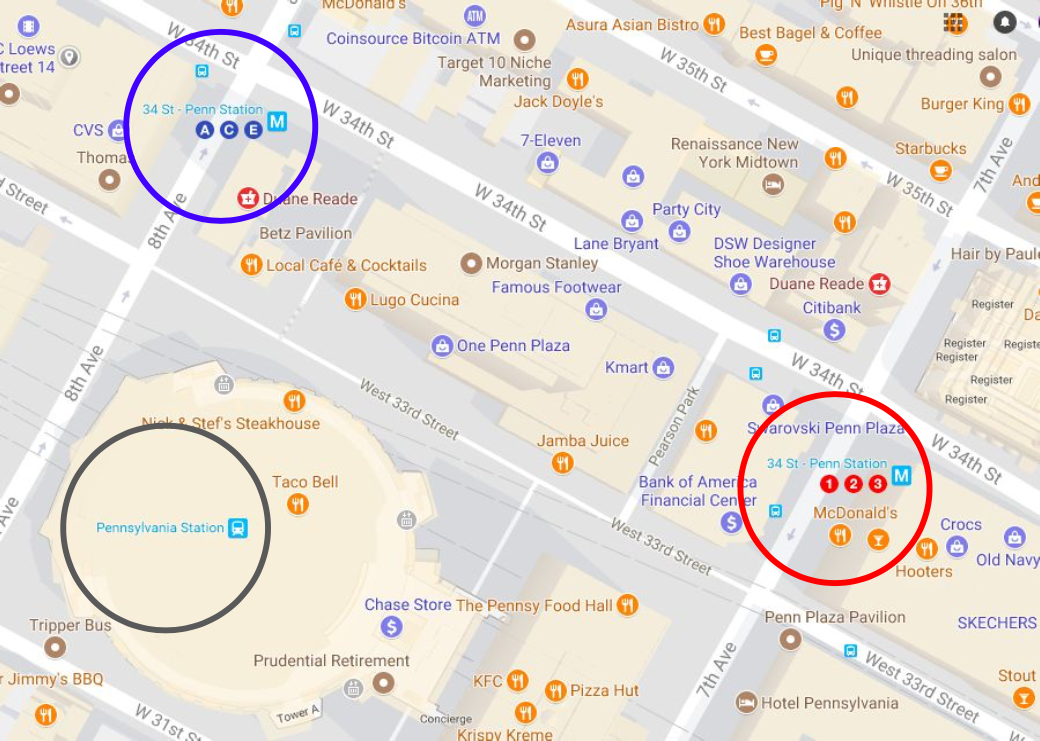 McDonald's
Pig 'N' Whistle On 36th
Asura Asian Bistro
ATM
Coinsource Bitcoin ATM
Best Bagel & Coffee
C Loews
treet 14
W 34th St
Target 10 Niche
Marketing
W 35th St
Unique threading salon
Jack Doyle's
Burger King
34 St - Penn Station
M
A C E
W 34th St
CVS
7-Eleven
Renaissance New
York Midtown
Starbucks
7th Ave
Thomas
And
W 35th St
d Street
W 34th St
Duane Reade
8th Ave
Party City
Betz Pavilion
Lane Bryant
DSW Designer
Shoe Warehouse
Hair by Paule
Local Café & Cocktails
Morgan Stanley
Duane Reade
Famous Footwear
Lugo Cucina
Citibank
Register
Da
One Penn Plaza
Register
Registe
Register
8th Ave
Kmart
W 34th St
Register
West 33rd Street
Register
Nick & Stef's Steakhouse
Pearson Park
Swarovski Penn Plaza
Jamba Juice
W 34th St
34 St - Penn Station
M
1 2 3
Taco Bell
Bank of America
Financial Center
McDonald's
Ave
Pennsylvania Station
West 33rd Street
Crocs
Old Navy
Hooters
Chase Store
The Pennsy Food Hall
Tripper Bus
Penn Plaza Pavilion
SKECHERS
Prudential Retirement
7th Ave
West 33rd Street
r Jimmy's BBQ
KFC
Pizza Hut
Stout
Hotel Pennsylvania
W 31st St
Tower A
Concierge
Krispy Kreme
W